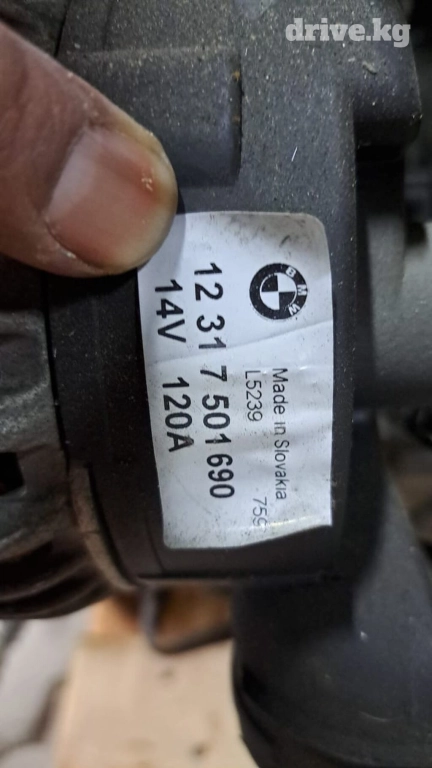 drive.kg
BMW
12 31 7 501 690
14V 120A
Made in Slovakia
L5239 759